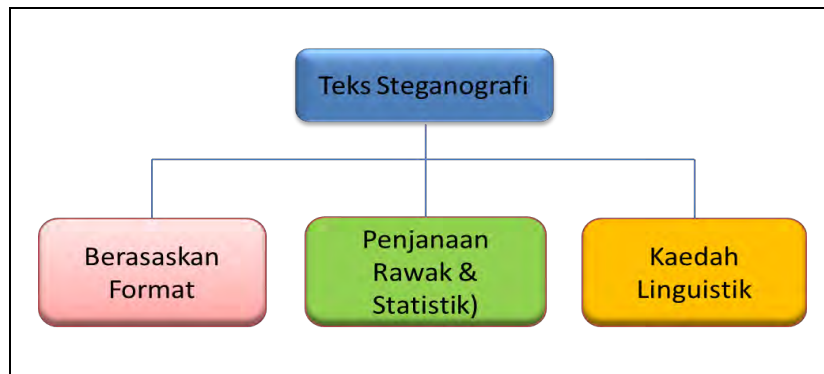 Teks Steganografi
Berasaskan
Format
Penjanaan
Rawak &
Statistik)
Kaedah
Linguistik